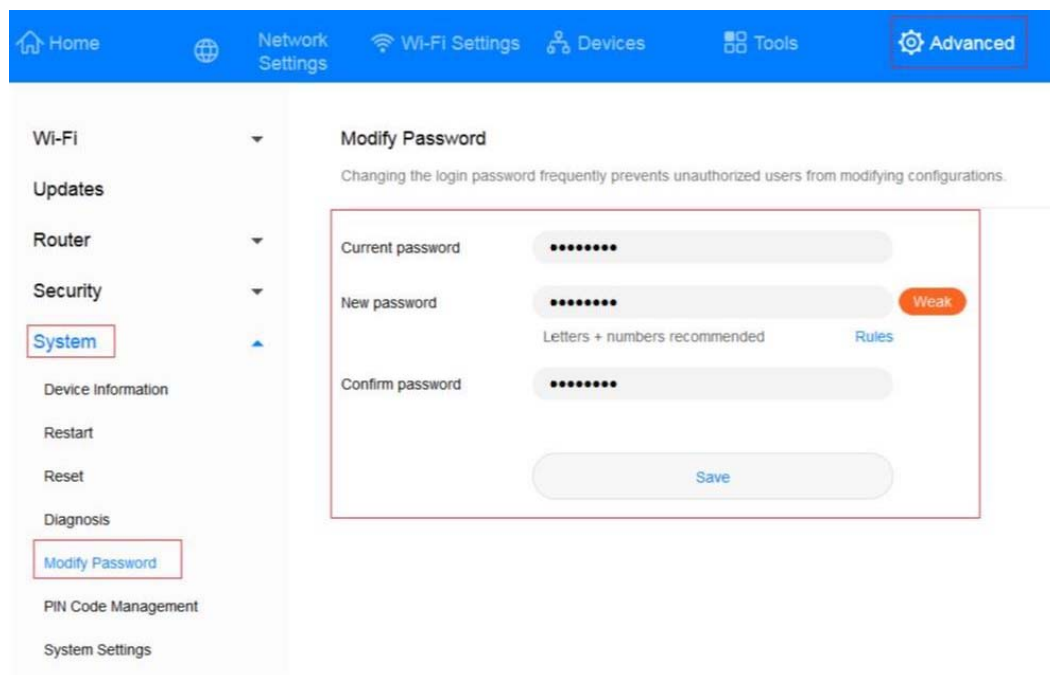 Home
Network
Settings
Wi-Fi Settings
Devices
Tools
Advanced
Wi-Fi
Updates
Router
Security
System
Device Information
Restart
Reset
Diagnosis
Modify Password
PIN Code Management
System Settings
Modify Password
Changing the login password frequently prevents unauthorized users from modifying configurations.
Current password ••••••••
New password •••••••• Weak
Letters + numbers recommended Rules
Confirm password ••••••••
Save